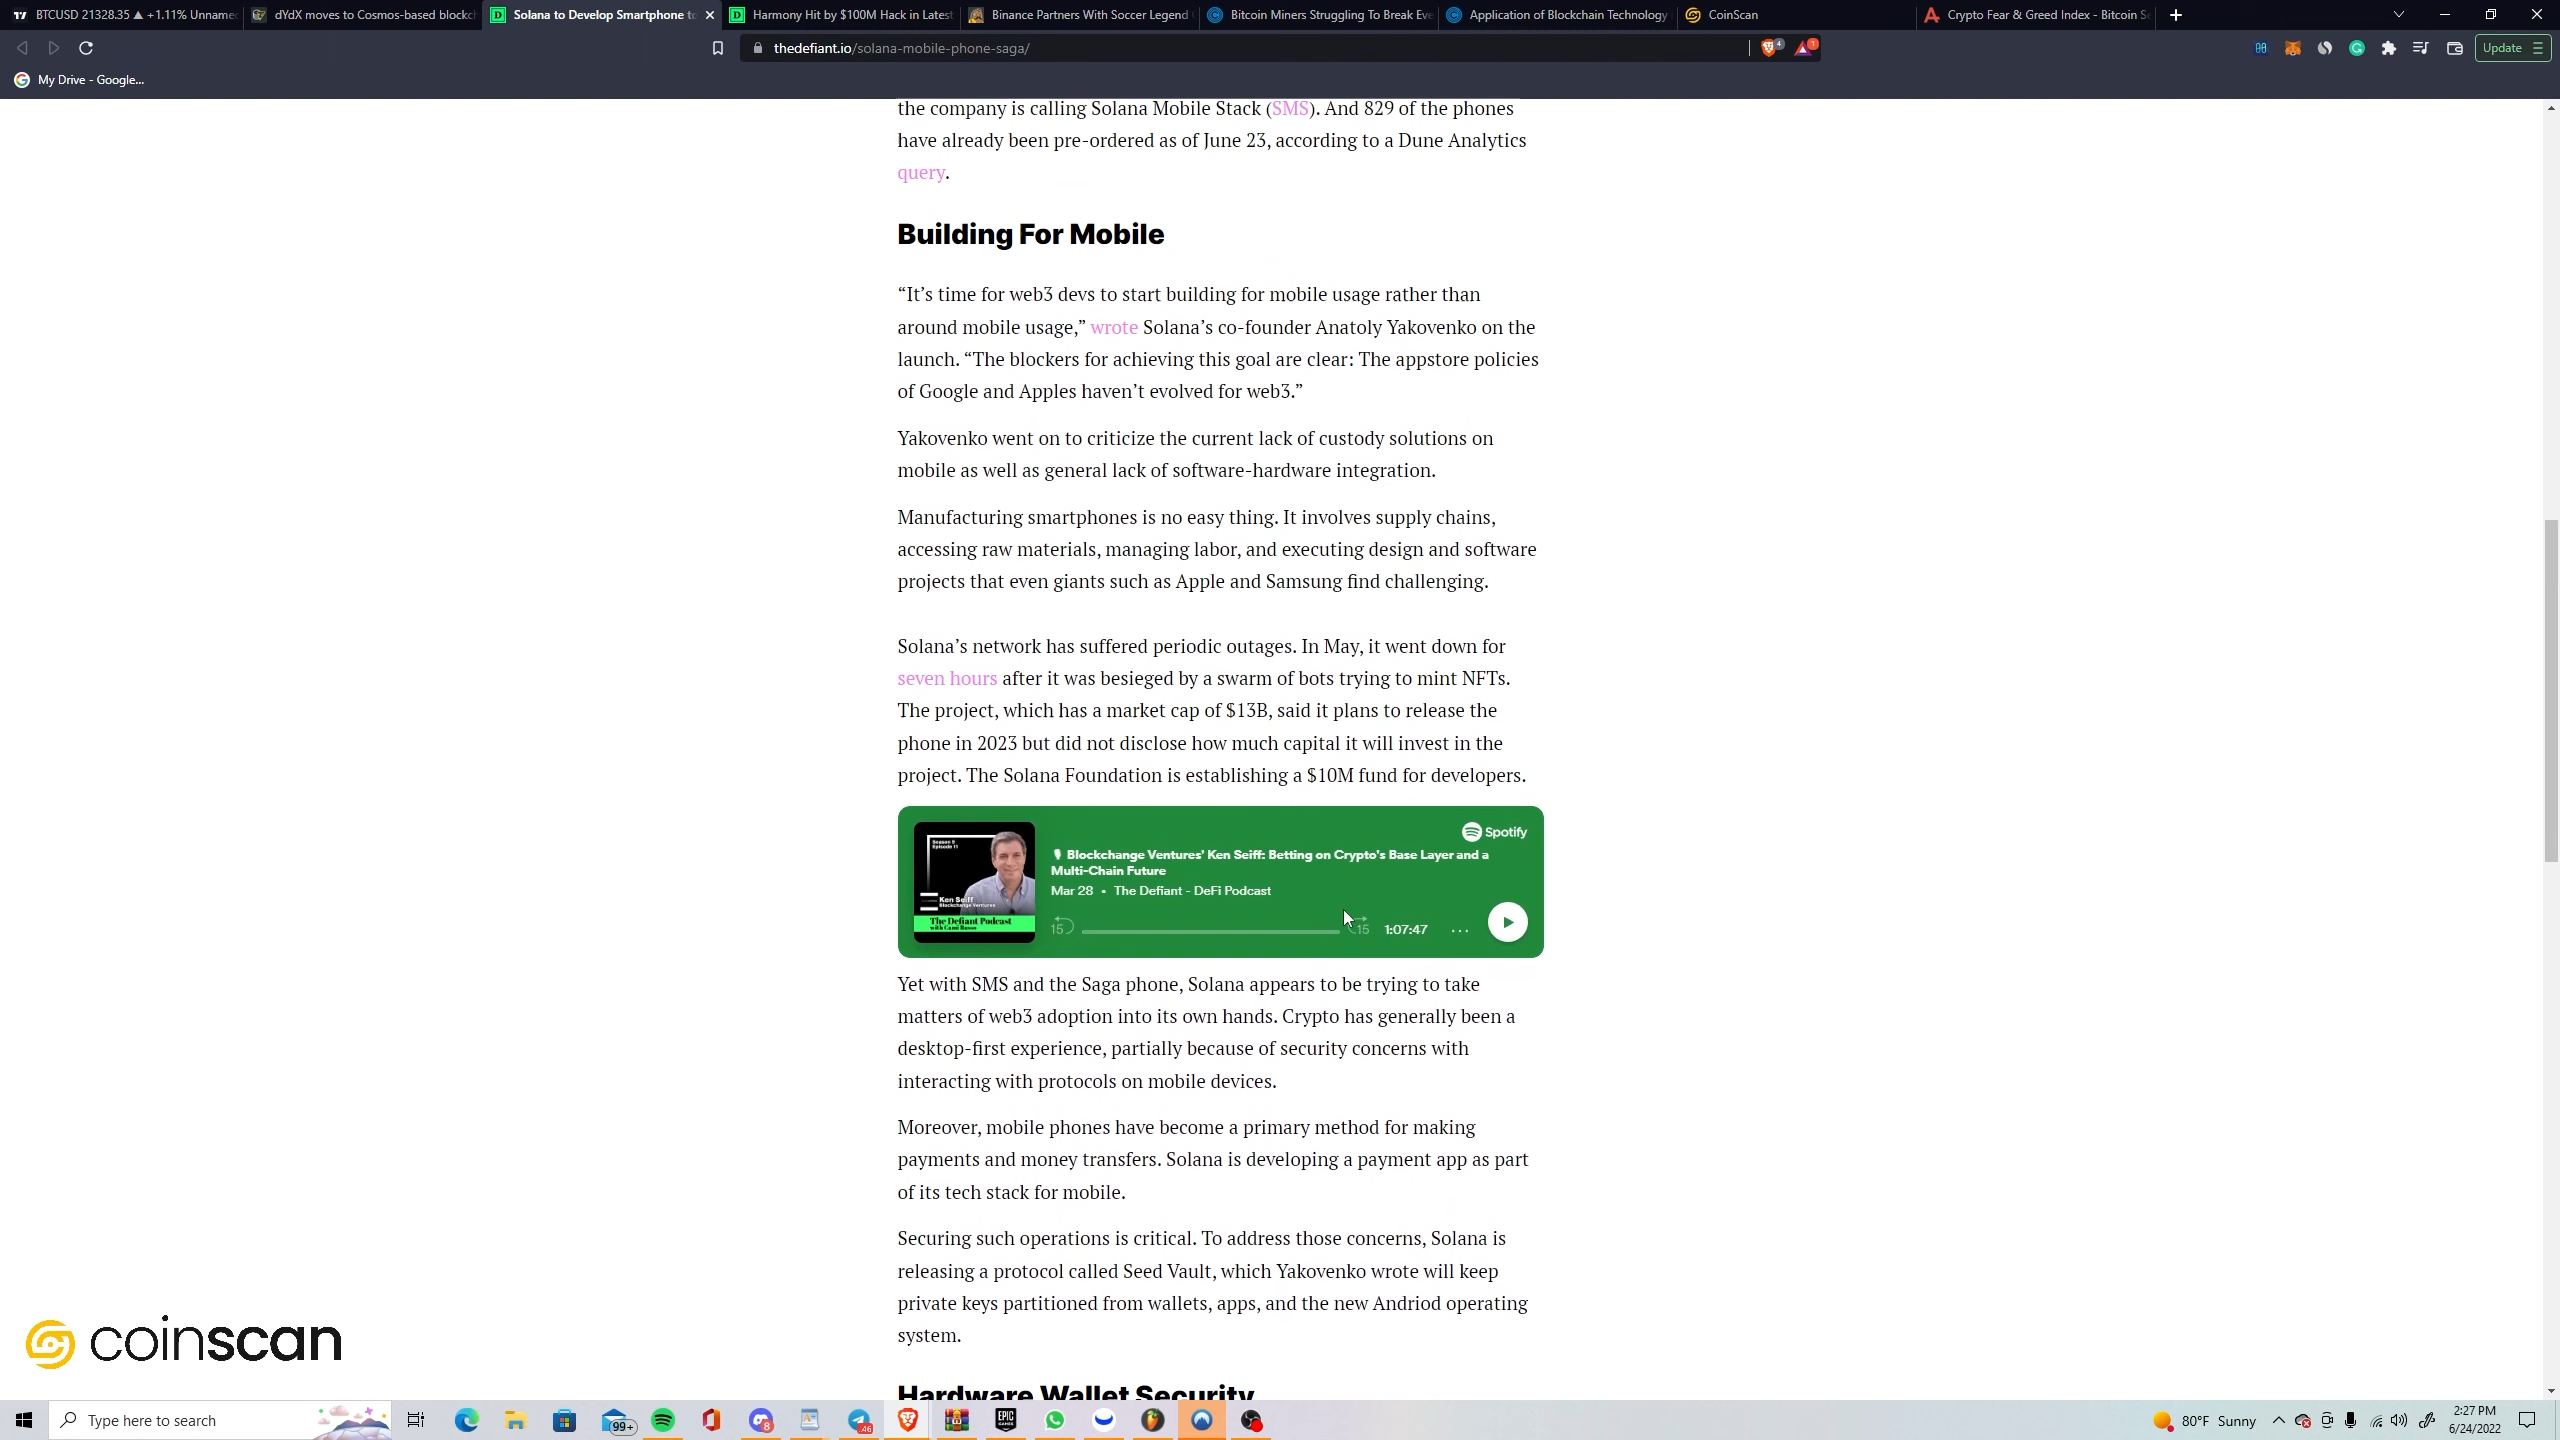 BTCUSD 21328.35 ▲ +1.11% Unnamed
dYdX moves to Cosmos-based blockch
Solana to Develop Smartphone to
Harmony Hit by $100M Hack in Latest
Binance Partners With Soccer Legend
Bitcoin Miners Struggling To Break Eve
Application of Blockchain Technology
CoinScan
Crypto Fear & Greed Index - Bitcoin Se
thedefiant.io/solana-mobile-phone-saga/
4
1
Update
My Drive - Google...
the company is calling Solana Mobile Stack (SMS). And 829 of the phones
have already been pre-ordered as of June 23, according to a Dune Analytics
query.
Building For Mobile
“It’s time for web3 devs to start building for mobile usage rather than
around mobile usage,” wrote Solana’s co-founder Anatoly Yakovenko on the
launch. “The blockers for achieving this goal are clear: The appstore policies
of Google and Apples haven’t evolved for web3.”
Yakovenko went on to criticize the current lack of custody solutions on
mobile as well as general lack of software-hardware integration.
Manufacturing smartphones is no easy thing. It involves supply chains,
accessing raw materials, managing labor, and executing design and software
projects that even giants such as Apple and Samsung find challenging.
Solana’s network has suffered periodic outages. In May, it went down for
seven hours after it was besieged by a swarm of bots trying to mint NFTs.
The project, which has a market cap of $13B, said it plans to release the
phone in 2023 but did not disclose how much capital it will invest in the
project. The Solana Foundation is establishing a $10M fund for developers.
Season 5
Episode 11
Ken Seiff
Blockchange Ventures
The Defiant Podcast
with Cami Russo
Spotify
Blockchange Ventures' Ken Seiff: Betting on Crypto's Base Layer and a
Multi-Chain Future
Mar 28 • The Defiant - DeFi Podcast
15
15
1:07:47
Yet with SMS and the Saga phone, Solana appears to be trying to take
matters of web3 adoption into its own hands. Crypto has generally been a
desktop-first experience, partially because of security concerns with
interacting with protocols on mobile devices.
Moreover, mobile phones have become a primary method for making
payments and money transfers. Solana is developing a payment app as part
of its tech stack for mobile.
Securing such operations is critical. To address those concerns, Solana is
releasing a protocol called Seed Vault, which Yakovenko wrote will keep
private keys partitioned from wallets, apps, and the new Andriod operating
system.
Hardware Wallet Security
coinscan
Type here to search
99+
8
46
EPIC GAMES
80°F Sunny
2:27 PM
6/24/2022